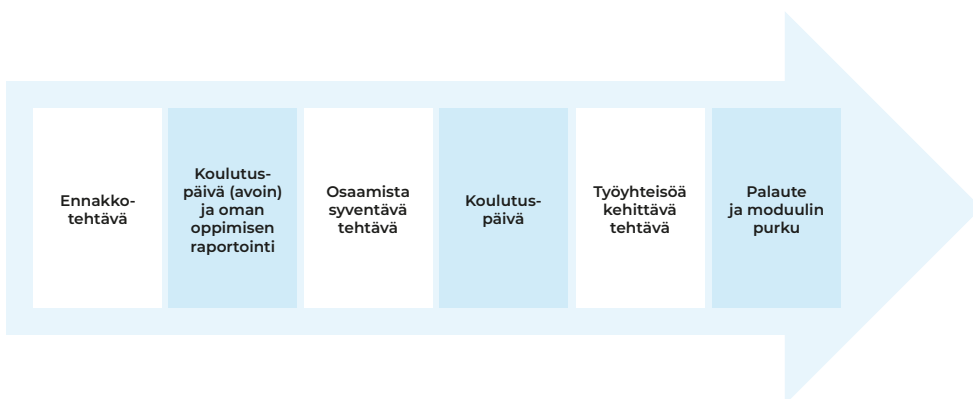 Ennakko-
tehtävä
Koulutus-
päivä (avoin)
ja oman
oppimisen
raportointi
Osaamista
syventävä
tehtävä
Koulutus-
päivä
Työyhteisöä
kehittävä
tehtävä
Palaute
ja moduulin
purku